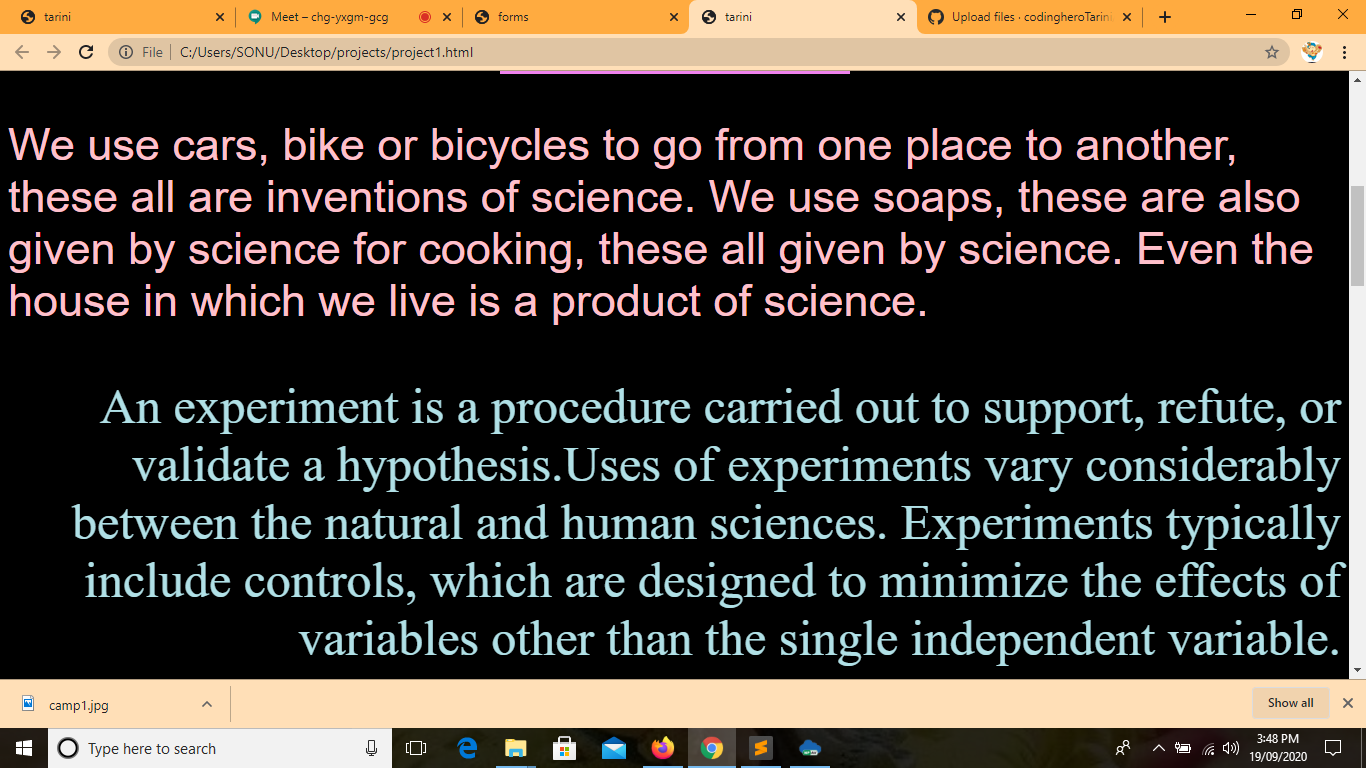 tarini
Meet – chg-yxgm-gcg
forms
tarini
Upload files · codingheroTarini
File
C:/Users/SONU/Desktop/projects/project1.html
We use cars, bike or bicycles to go from one place to another,
these all are inventions of science. We use soaps, these are also
given by science for cooking, these all given by science. Even the
house in which we live is a product of science.
An experiment is a procedure carried out to support, refute, or
validate a hypothesis.Uses of experiments vary considerably
between the natural and human sciences. Experiments typically
include controls, which are designed to minimize the effects of
variables other than the single independent variable.
camp1.jpg
Show all
Type here to search
3:48 PM
19/09/2020